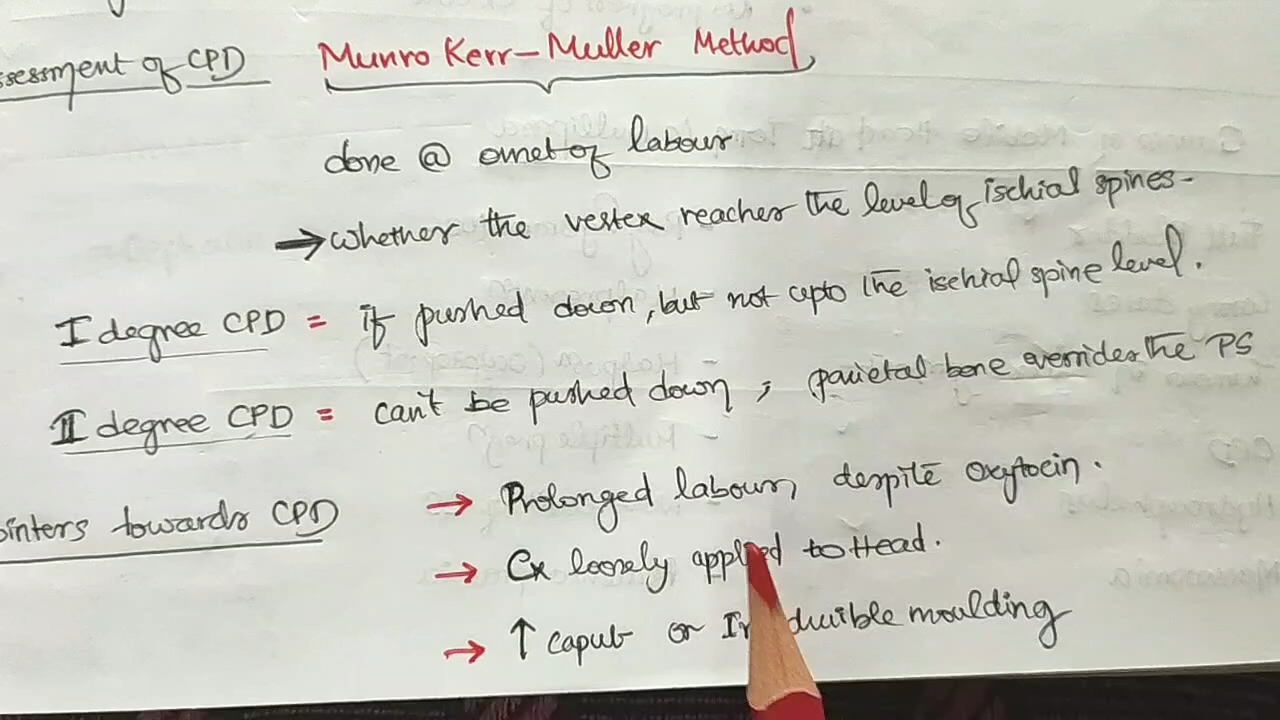 ssessment of CPD Munro Kerr-Muller Method
done @ onset of labour
→ Whether the vertex reaches the level of ischial spines-
I degree CPD = if pushed down, but not upto the ischial spine level.
II degree CPD = can't be pushed down, ; parietal bone overrides the PS
ointers towards CPD → Prolonged labour, despite oxytocin.
→ Cx loosely applied to Head.
→ ↑ caput or Ir ducible moulding